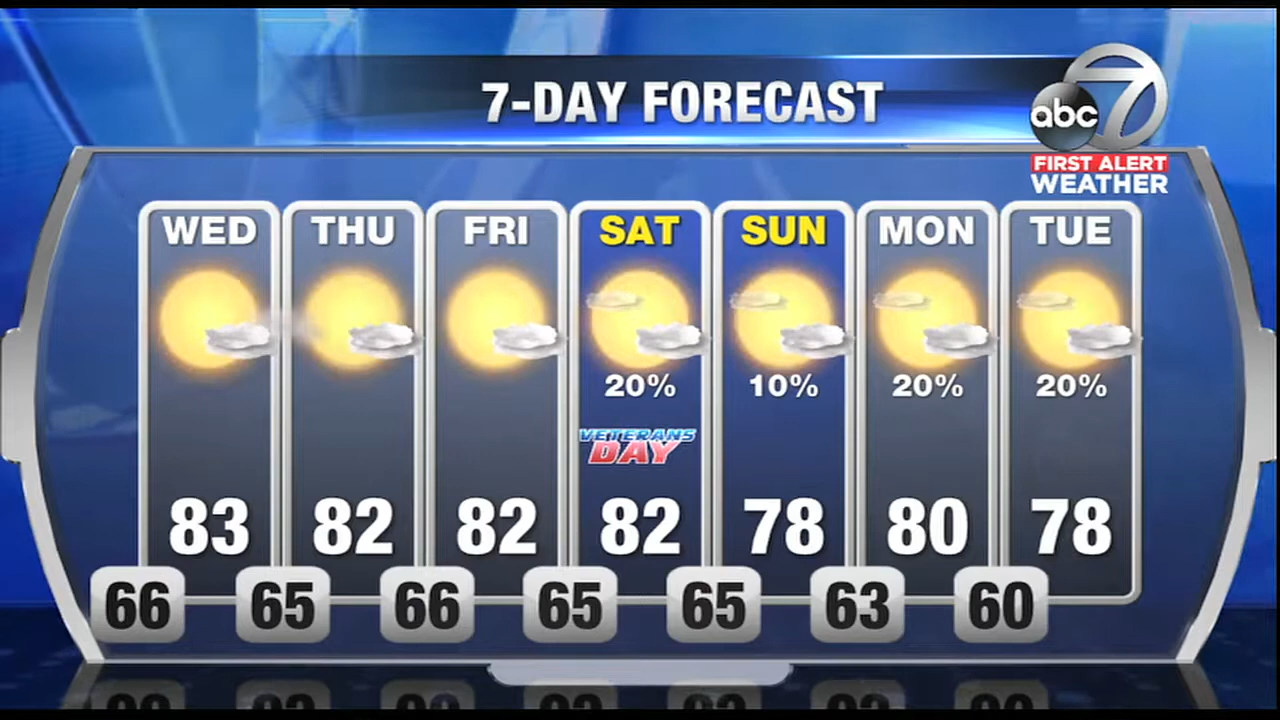 7-DAY FORECAST
abc 7
FIRST ALERT
WEATHER
WED THU FRI SAT SUN MON TUE
20% 10% 20% 20%
VETERANS
DAY
83 82 82 82 78 80 78
66 65 66 65 65 63 60